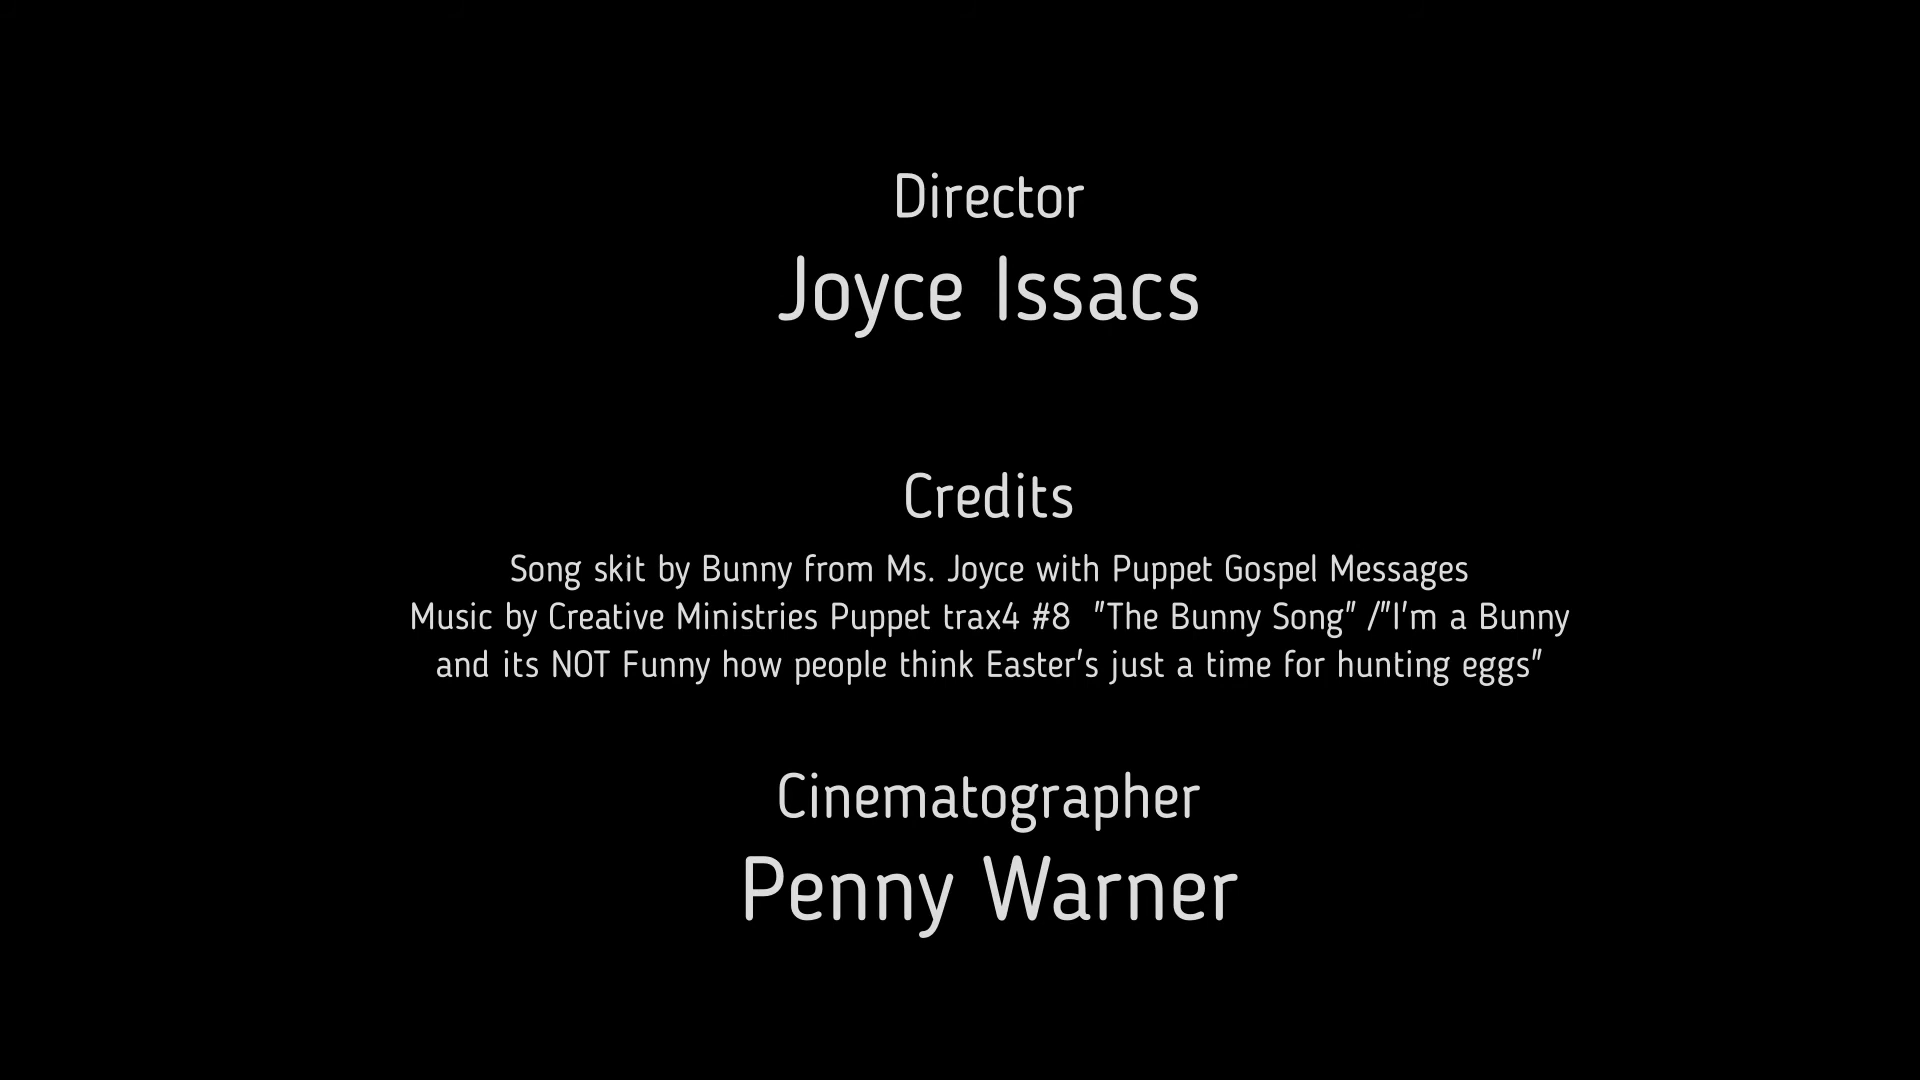 Director
Joyce Issacs
Credits
Song skit by Bunny from Ms. Joyce with Puppet Gospel Messages
Music by Creative Ministries Puppet trax4 #8  "The Bunny Song" /"I'm a Bunny
and its NOT Funny how people think Easter's just a time for hunting eggs"
Cinematographer
Penny Warner